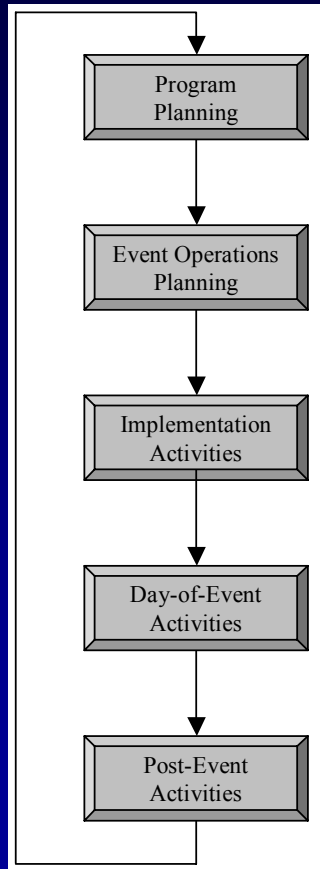 Program
Planning
Event Operations
Planning
Implementation
Activities
Day-of-Event
Activities
Post-Event
Activities